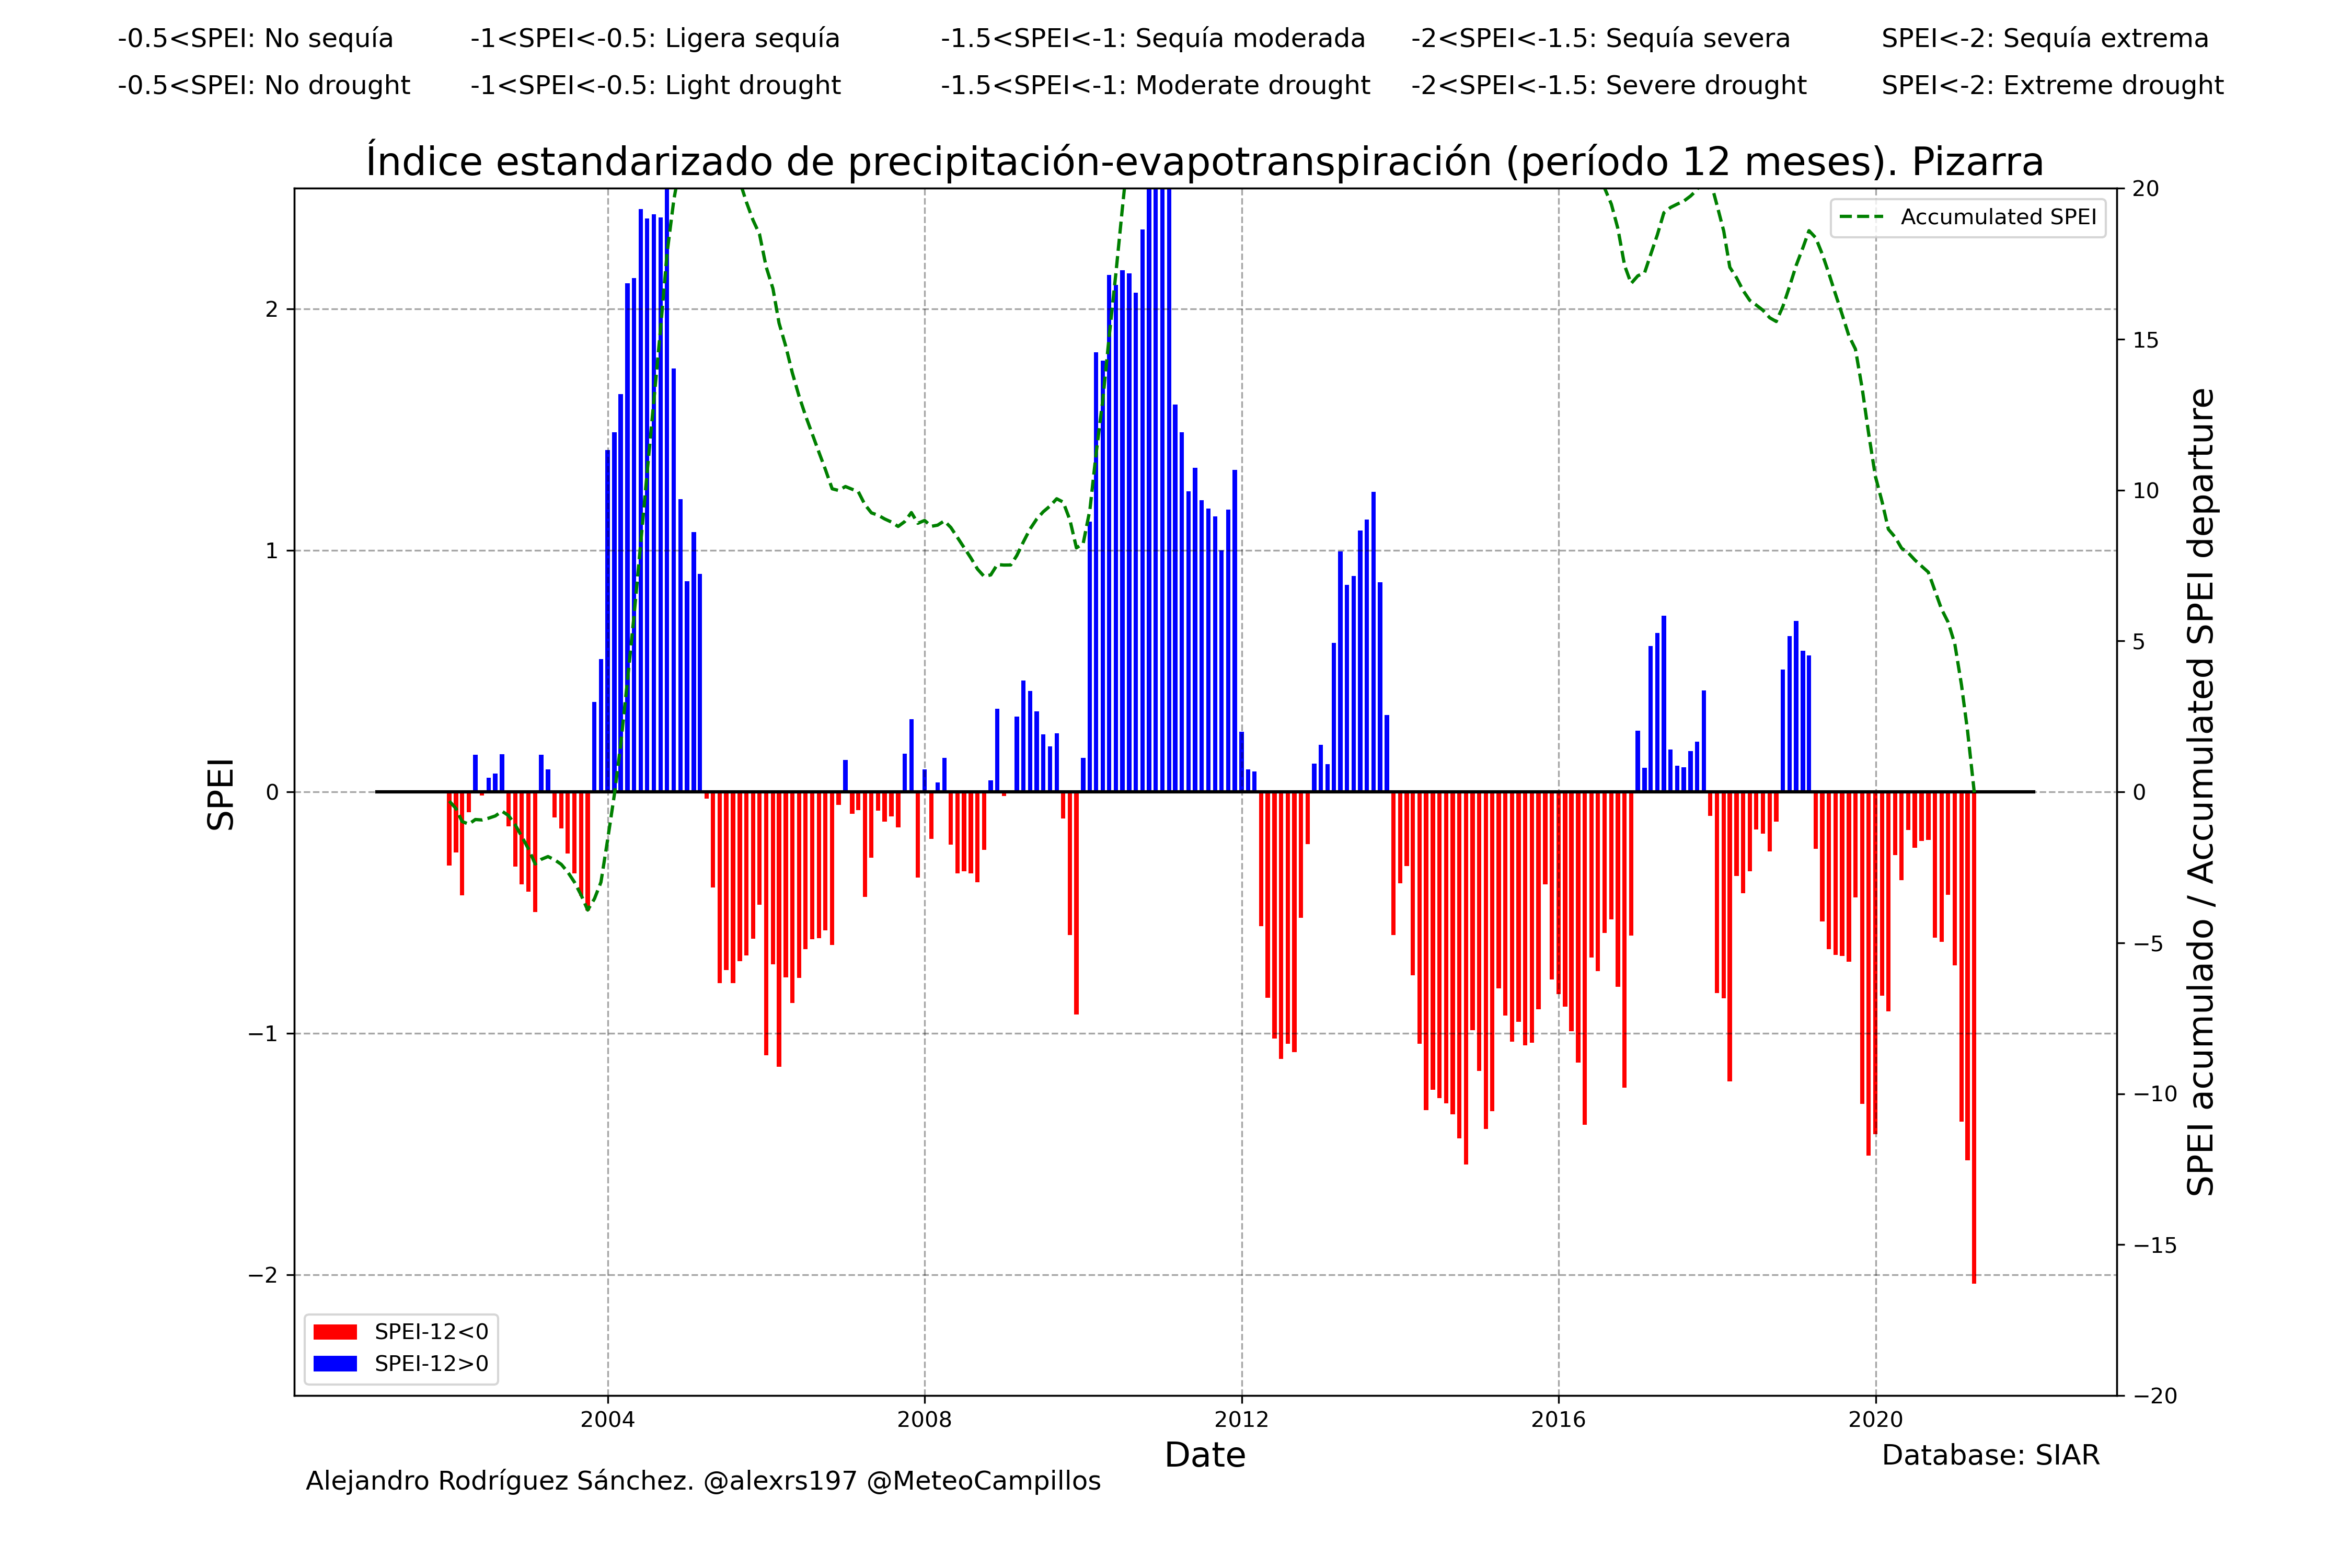 -0.5<SPEI: No sequía -1<SPEI<-0.5: Ligera sequía -1.5<SPEI<-1: Sequía moderada -2<SPEI<-1.5: Sequía severa SPEI<-2: Sequía extrema
-0.5<SPEI: No drought -1<SPEI<-0.5: Light drought -1.5<SPEI<-1: Moderate drought -2<SPEI<-1.5: Severe drought SPEI<-2: Extreme drought
Índice estandarizado de precipitación-evapotranspiración (período 12 meses). Pizarra
Accumulated SPEI
SPEI
2
1
0
−1
−2
20
15
10
5
0
−5
−10
−15
−20
SPEI acumulado / Accumulated SPEI departure
SPEI-12<0
SPEI-12>0
2004 2008 2012 2016 2020
Date
Database: SIAR
Alejandro Rodríguez Sánchez. @alexrs197 @MeteoCampillos